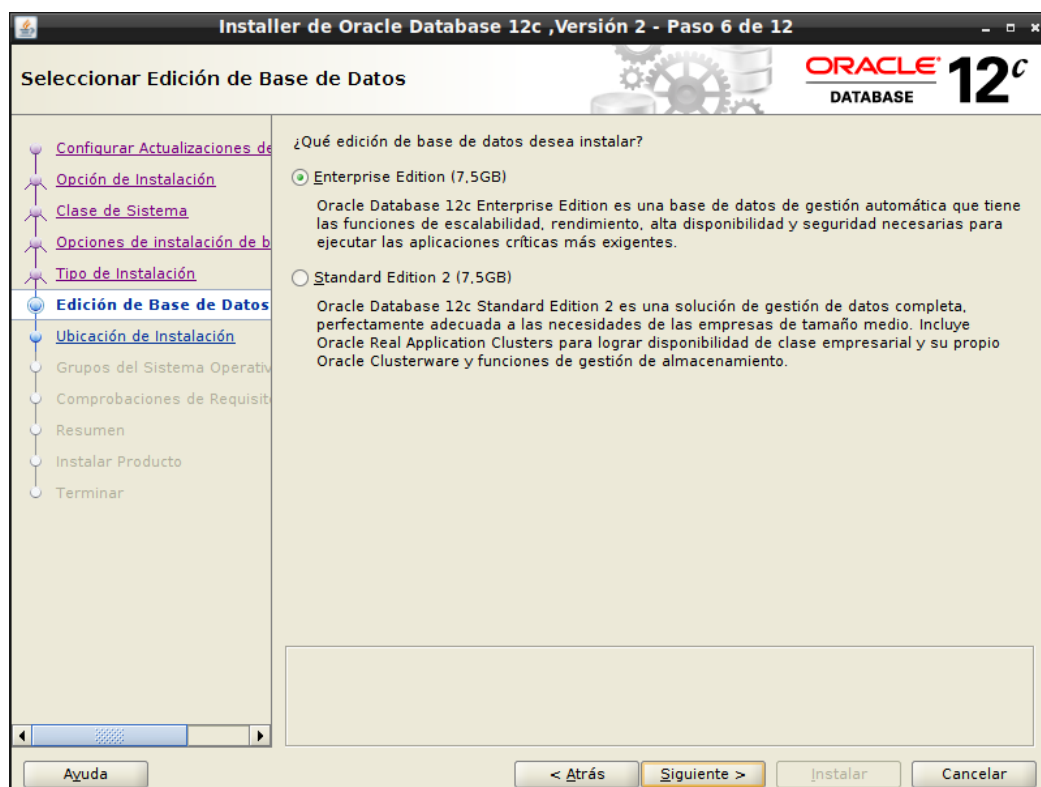 Installer de Oracle Database 12c ,Versión 2 - Paso 6 de 12
Seleccionar Edición de Base de Datos
ORACLE
DATABASE
12c
Configurar Actualizaciones de
Opción de Instalación
Clase de Sistema
Opciones de instalación de b
Tipo de Instalación
Edición de Base de Datos
Ubicación de Instalación
Grupos del Sistema Operativ
Comprobaciones de Requisit
Resumen
Instalar Producto
Terminar
¿Qué edición de base de datos desea instalar?
Enterprise Edition (7,5GB)
Oracle Database 12c Enterprise Edition es una base de datos de gestión automática que tiene
las funciones de escalabilidad, rendimiento, alta disponibilidad y seguridad necesarias para
ejecutar las aplicaciones críticas más exigentes.
Standard Edition 2 (7,5GB)
Oracle Database 12c Standard Edition 2 es una solución de gestión de datos completa,
perfectamente adecuada a las necesidades de las empresas de tamaño medio. Incluye
Oracle Real Application Clusters para lograr disponibilidad de clase empresarial y su propio
Oracle Clusterware y funciones de gestión de almacenamiento.
Ayuda
< Atrás
Siguiente >
Instalar
Cancelar